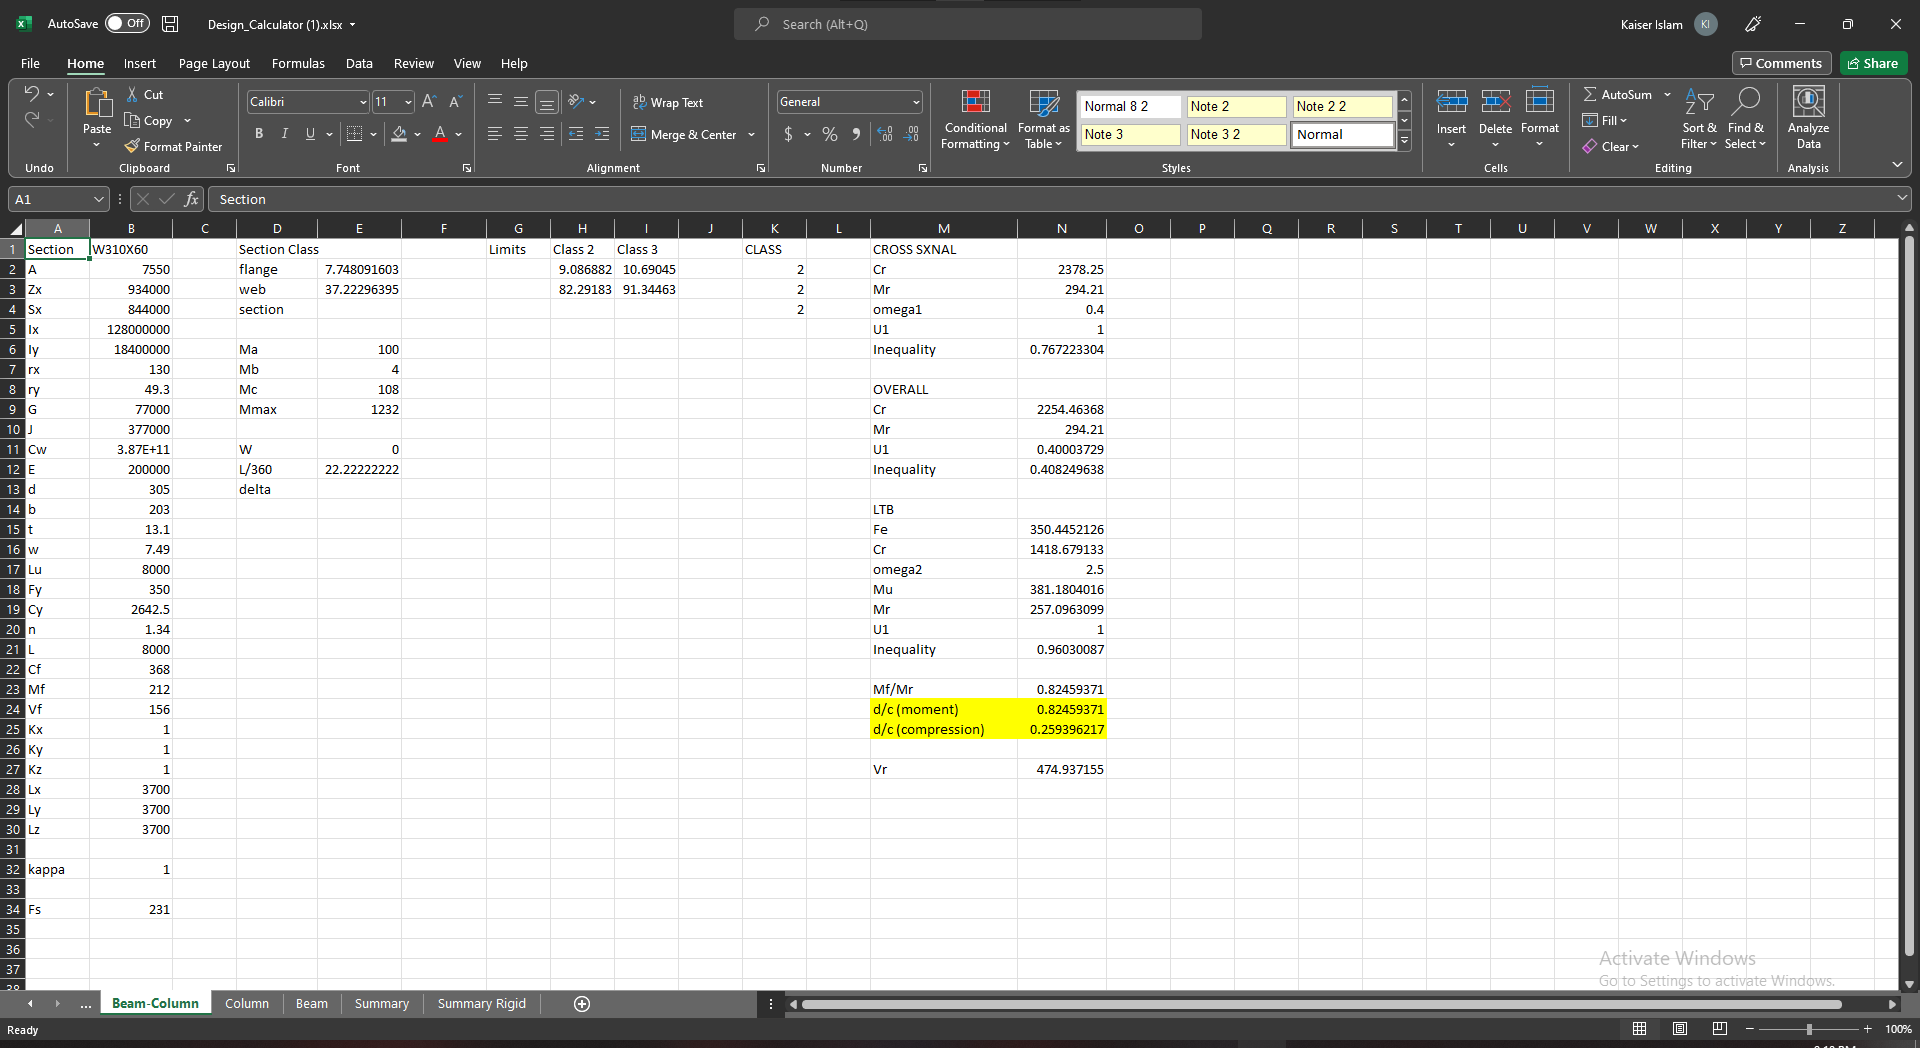 AutoSave Off Design_Calculator (1).xlsx Search (Alt+Q) Kaiser Islam KI
File Home Insert Page Layout Formulas Data Review View Help Comments Share
Cut Calibri 11 Wrap Text General Normal 8 2 Note 2 Note 2 2 AutoSum
Paste Copy Conditional Formatting Format as Table Insert Delete Format Fill Sort & Filter Find & Select Analyze Data
Format Painter B I U A Merge & Center $ % Note 3 Note 3 2 Normal Clear
Undo Clipboard Font Alignment Number Styles Cells Editing Analysis
A1 fx Section
A B C D E F G H I J K L M N O P Q R S T U V W X Y Z
1 Section W310X60 Section Class Limits Class 2 Class 3 CLASS CROSS SXNAL
2 A 7550 flange 7.748091603 9.086882 10.69045 2 Cr 2378.25
3 Zx 934000 web 37.22296395 82.29183 91.34463 2 Mr 294.21
4 Sx 844000 section 2 omega1 0.4
5 Ix 128000000 U1 1
6 Iy 18400000 Ma 100 Inequality 0.767223304
7 rx 130 Mb 4
8 ry 49.3 Mc 108 OVERALL
9 G 77000 Mmax 1232 Cr 2254.46368
10 J 377000 Mr 294.21
11 Cw 3.87E+11 W 0 U1 0.40003729
12 E 200000 L/360 22.22222222 Inequality 0.408249638
13 d 305 delta
14 b 203 LTB
15 t 13.1 Fe 350.4452126
16 w 7.49 Cr 1418.679133
17 Lu 8000 omega2 2.5
18 Fy 350 Mu 381.1804016
19 Cy 2642.5 Mr 257.0963099
20 n 1.34 U1 1
21 L 8000 Inequality 0.96030087
22 Cf 368
23 Mf 212 Mf/Mr 0.82459371
24 Vf 156 d/c (moment) 0.82459371
25 Kx 1 d/c (compression) 0.259396217
26 Ky 1
27 Kz 1 Vr 474.937155
28 Lx 3700
29 Ly 3700
30 Lz 3700
31
32 kappa 1
33
34 Fs 231
35
36
37
38
Activate Windows
Go to Settings to activate Windows.
... Beam-Column Column Beam Summary Summary Rigid
Ready 100%